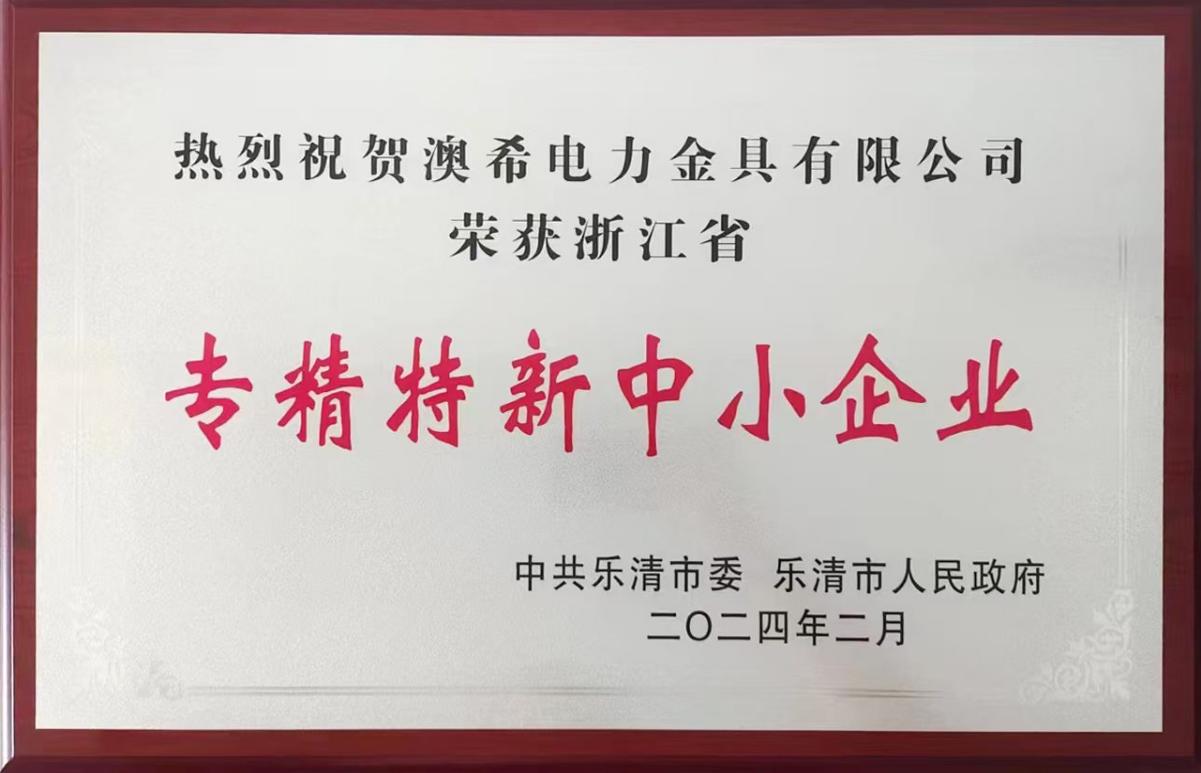 热烈祝贺澳希电力金具有限公司
荣获浙江省
专精特新中小企业
中共乐清市委 乐清市人民政府
二〇二四年二月